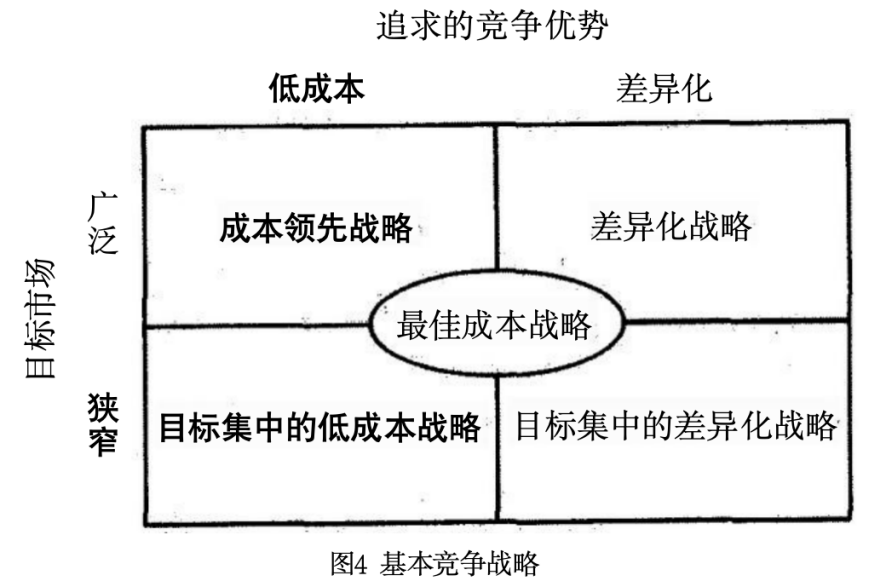 追求的竞争优势
低成本 差异化
广泛
成本领先战略 差异化战略
目标市场
最佳成本战略
狭窄
目标集中的低成本战略 目标集中的差异化战略
图4 基本竞争战略